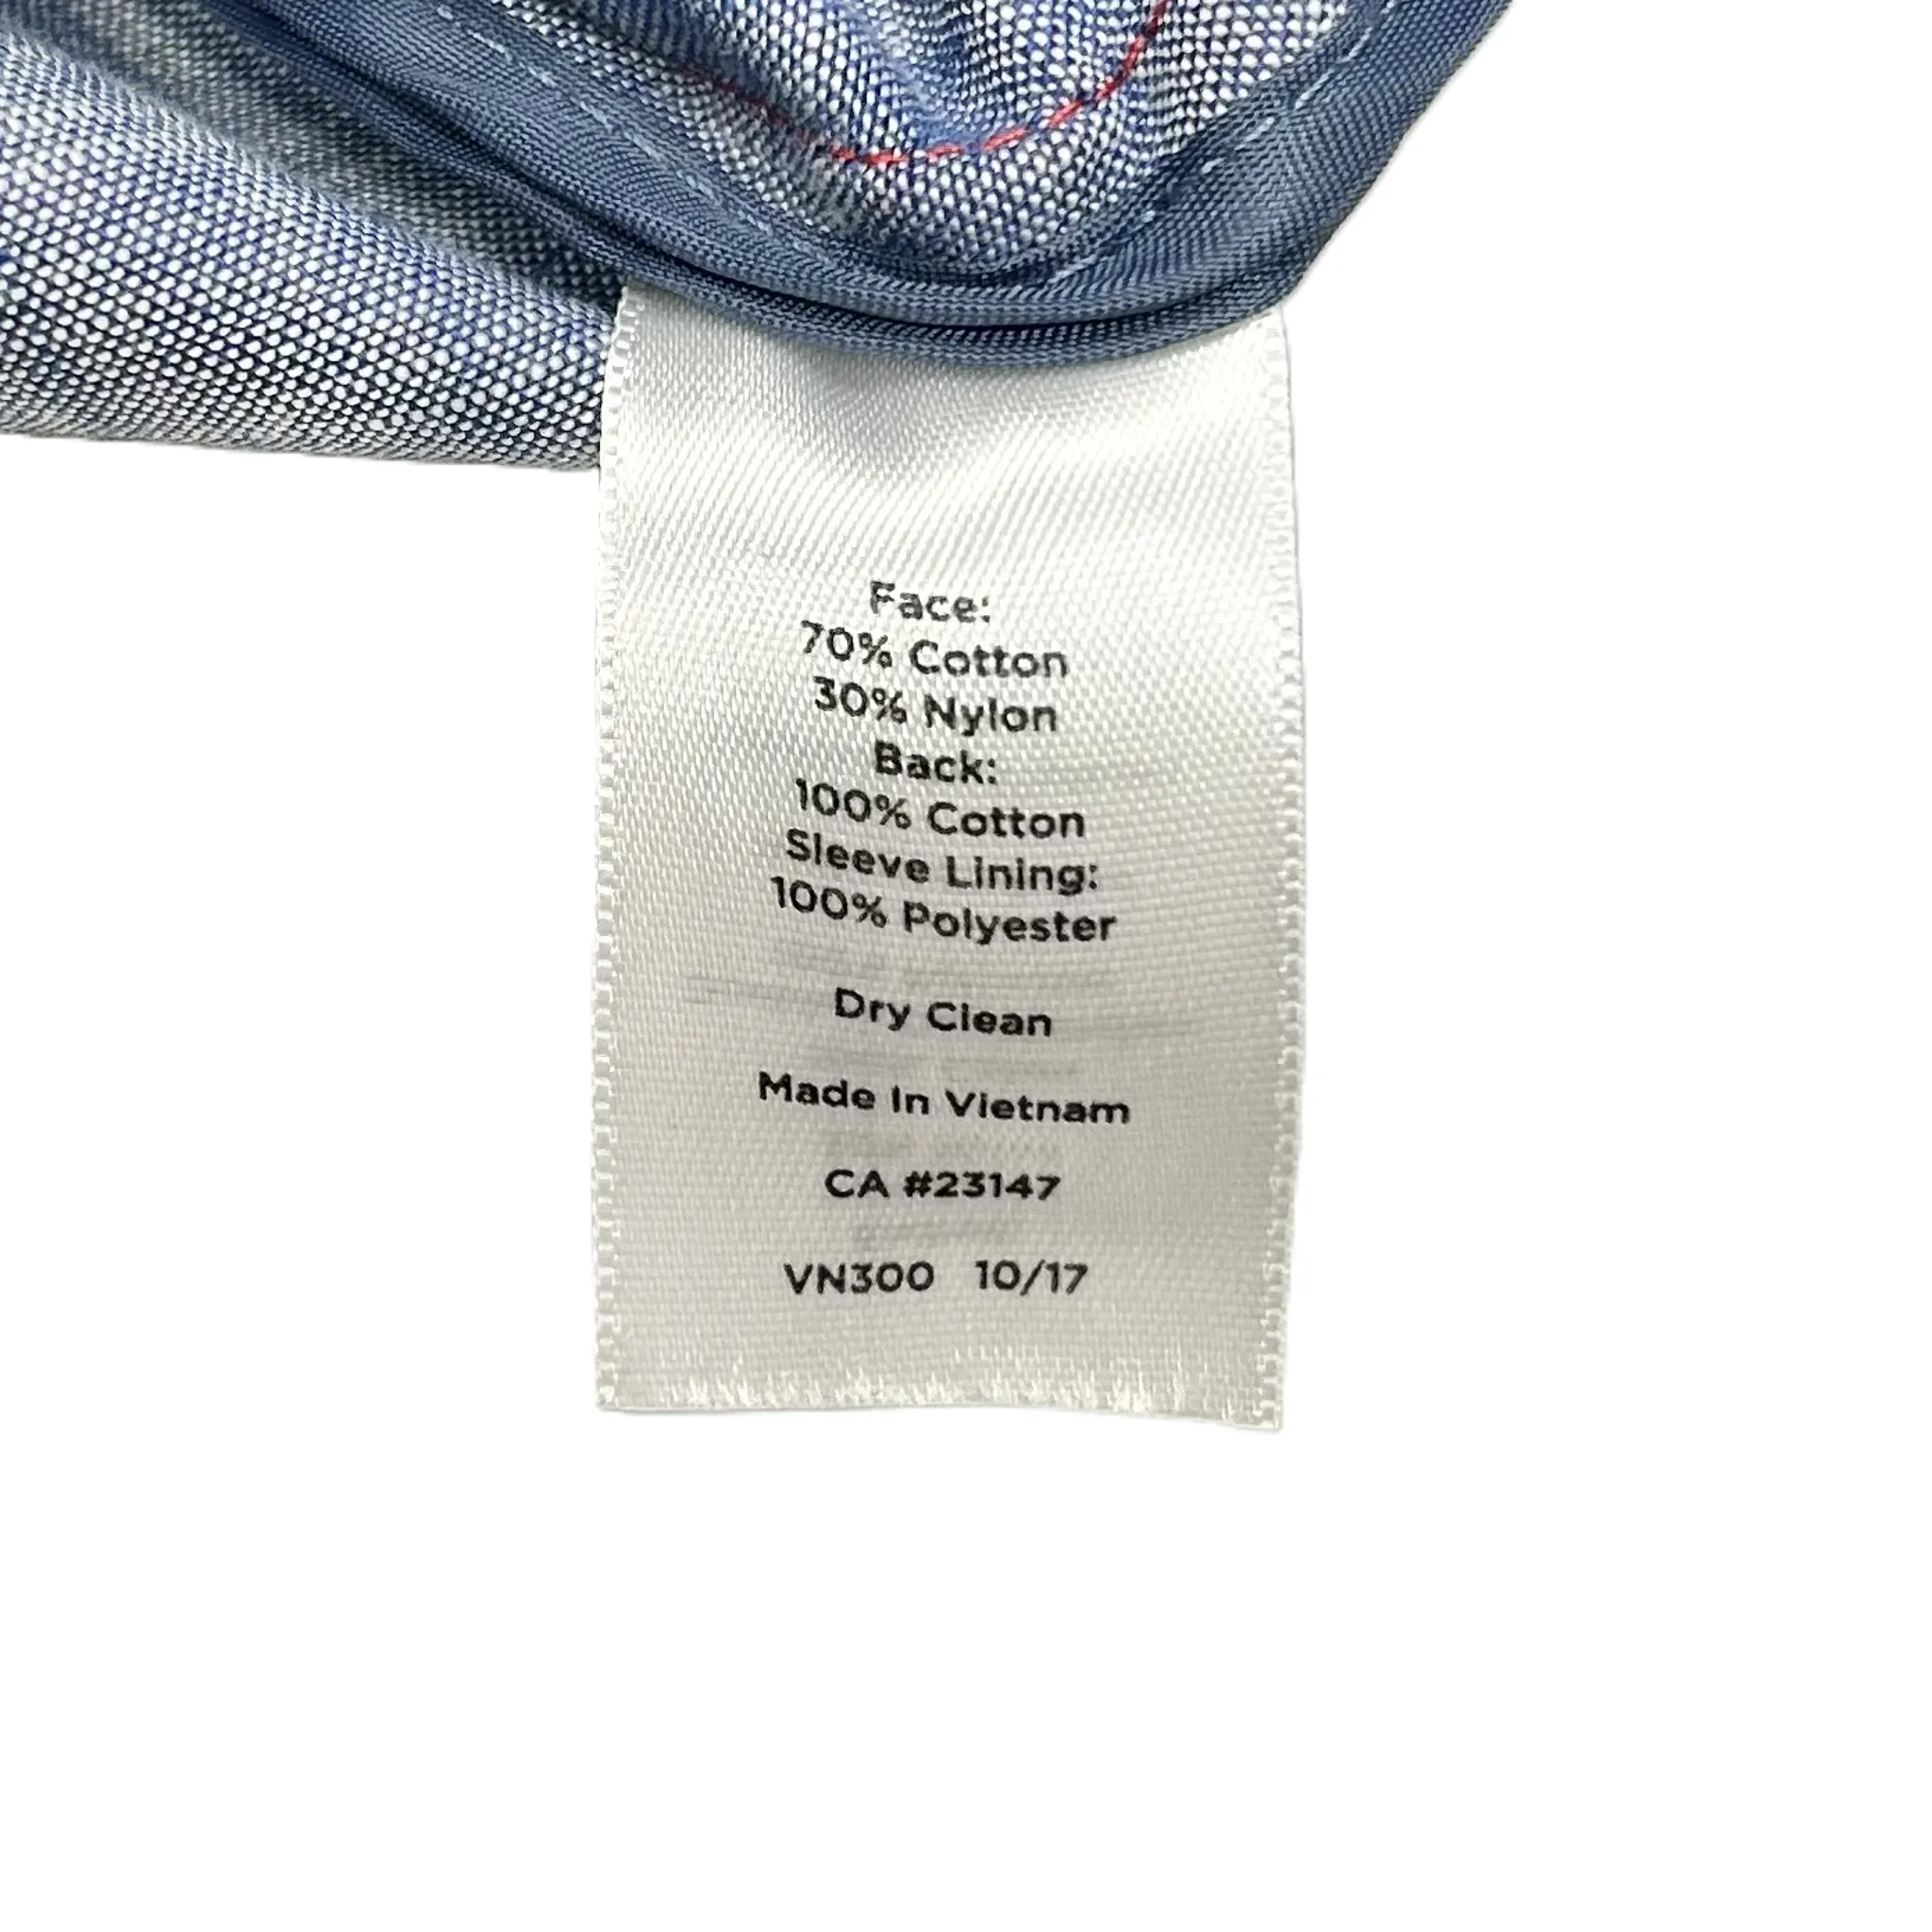 Face:
70% Cotton
30% Nylon
Back:
100% Cotton
Sleeve Lining:
100% Polyester
Dry Clean
Made In Vietnam
CA #23147
VN300 10/17